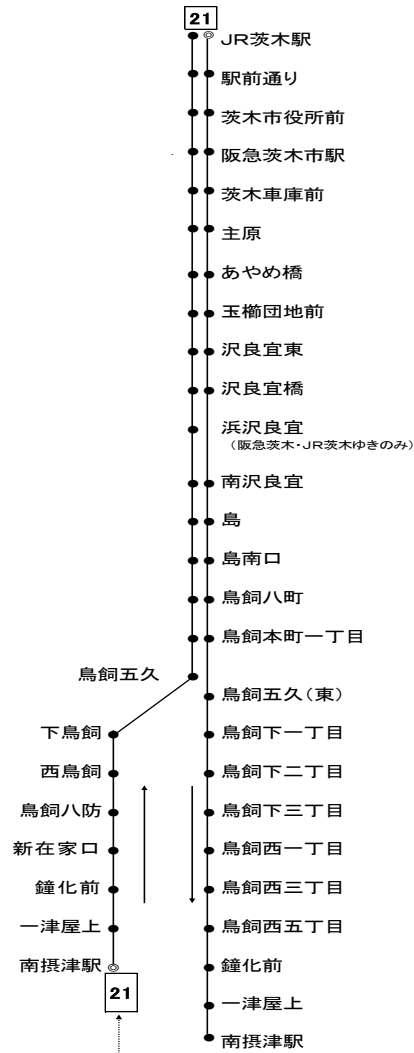 21
JR茨木駅
駅前通り
茨木市役所前
阪急茨木市駅
茨木車庫前
主原
あやめ橋
玉櫛団地前
沢良宜東
沢良宜橋
浜沢良宜
(阪急茨木・JR茨木ゆきのみ)
南沢良宜
島
島南口
鳥飼八町
鳥飼本町一丁目
鳥飼五久
鳥飼五久(東)
下鳥飼
鳥飼下一丁目
西鳥飼
鳥飼下二丁目
鳥飼八防
鳥飼下三丁目
新在家口
鳥飼西一丁目
鐘化前
鳥飼西三丁目
一津屋上
鳥飼西五丁目
南摂津駅
鐘化前
21
一津屋上
南摂津駅